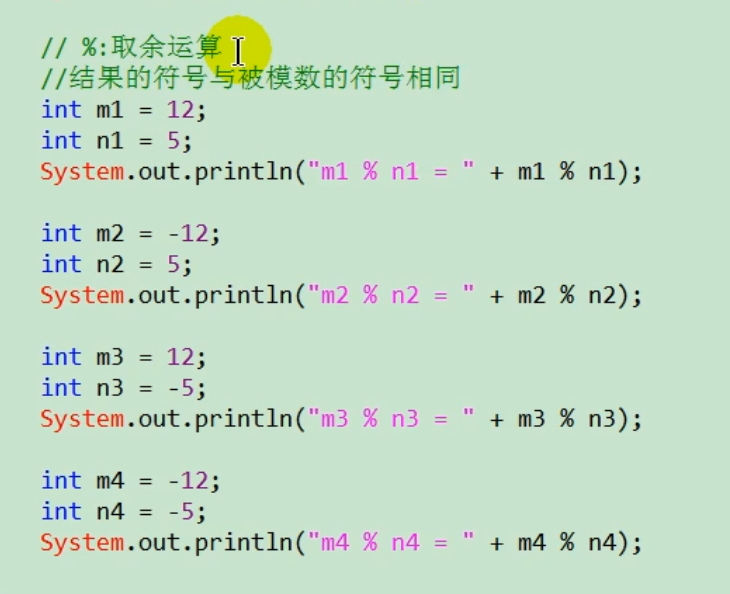 // %:取余运算
//结果的符号与被模数的符号相同
int m1 = 12;
int n1 = 5;
System.out.println("m1 % n1 = " + m1 % n1);
int m2 = -12;
int n2 = 5;
System.out.println("m2 % n2 = " + m2 % n2);
int m3 = 12;
int n3 = -5;
System.out.println("m3 % n3 = " + m3 % n3);
int m4 = -12;
int n4 = -5;
System.out.println("m4 % n4 = " + m4 % n4);